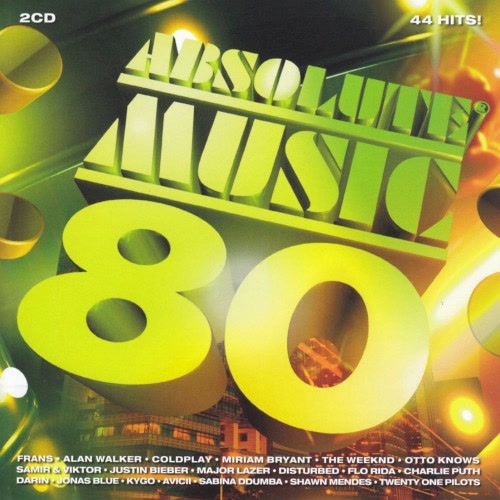 2CD
44 HITS!
ABSOLUTE®
MUSIC
80
FRANS • ALAN WALKER • COLDPLAY • MIRIAM BRYANT • THE WEEKND • OTTO KNOWS
SAMIR & VIKTOR • JUSTIN BIEBER • MAJOR LAZER • DISTURBED • FLO RIDA • CHARLIE PUTH
DARIN • JONAS BLUE • KYGO • AVICII • SABINA DDUMBA • SHAWN MENDES • TWENTY ONE PILOTS